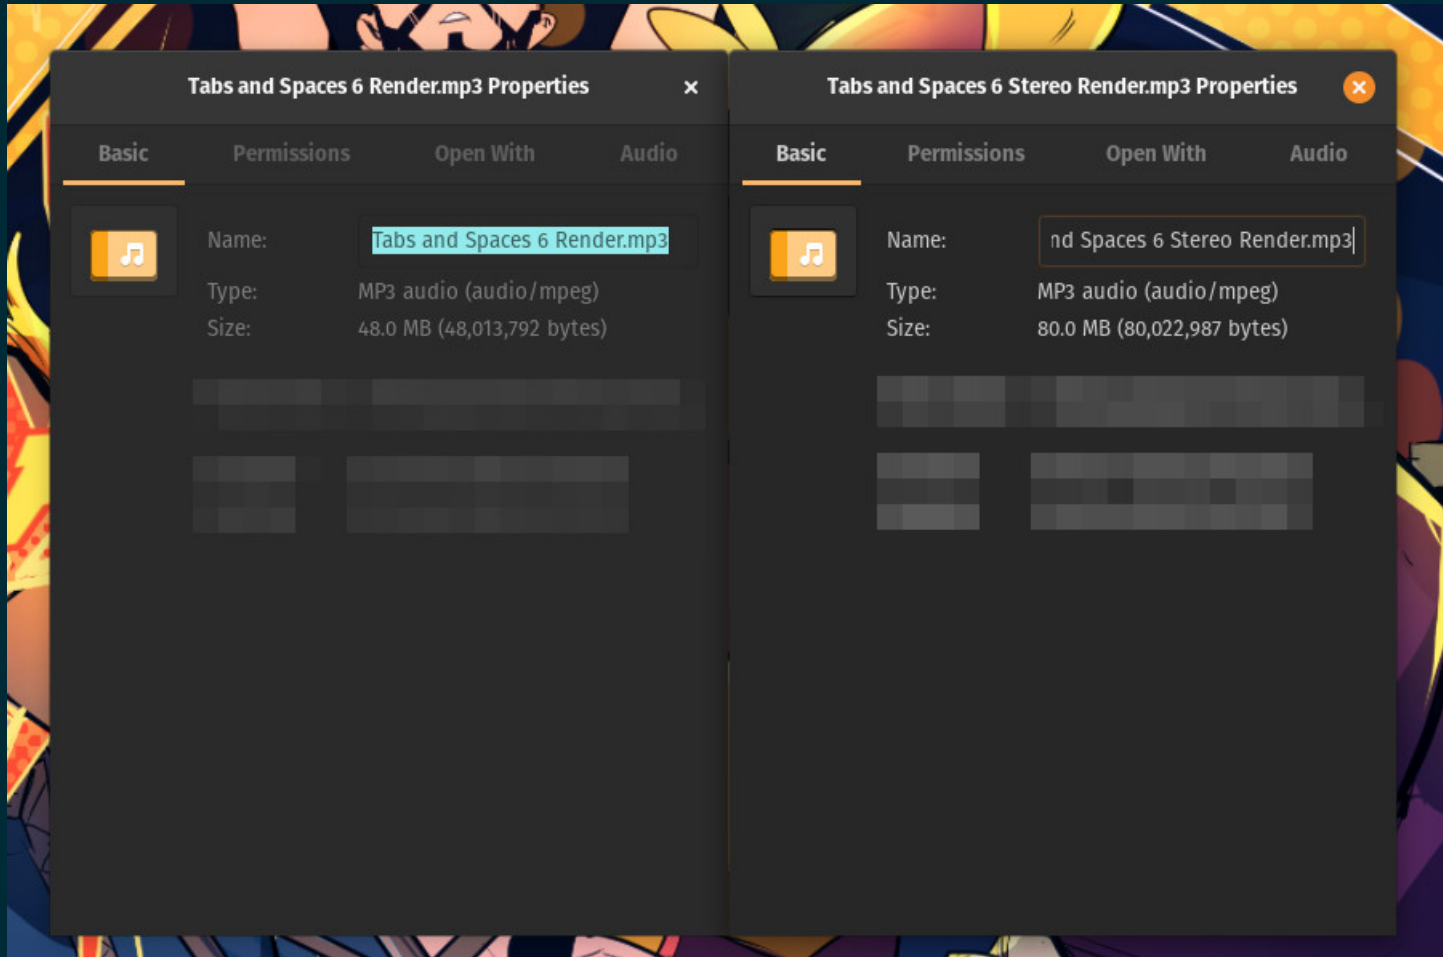 Tabs and Spaces 6 Render.mp3 Properties
Basic Permissions Open With Audio
Name: Tabs and Spaces 6 Render.mp3
Type: MP3 audio (audio/mpeg)
Size: 48.0 MB (48,013,792 bytes)
Tabs and Spaces 6 Stereo Render.mp3 Properties
Basic Permissions Open With Audio
Name: nd Spaces 6 Stereo Render.mp3
Type: MP3 audio (audio/mpeg)
Size: 80.0 MB (80,022,987 bytes)